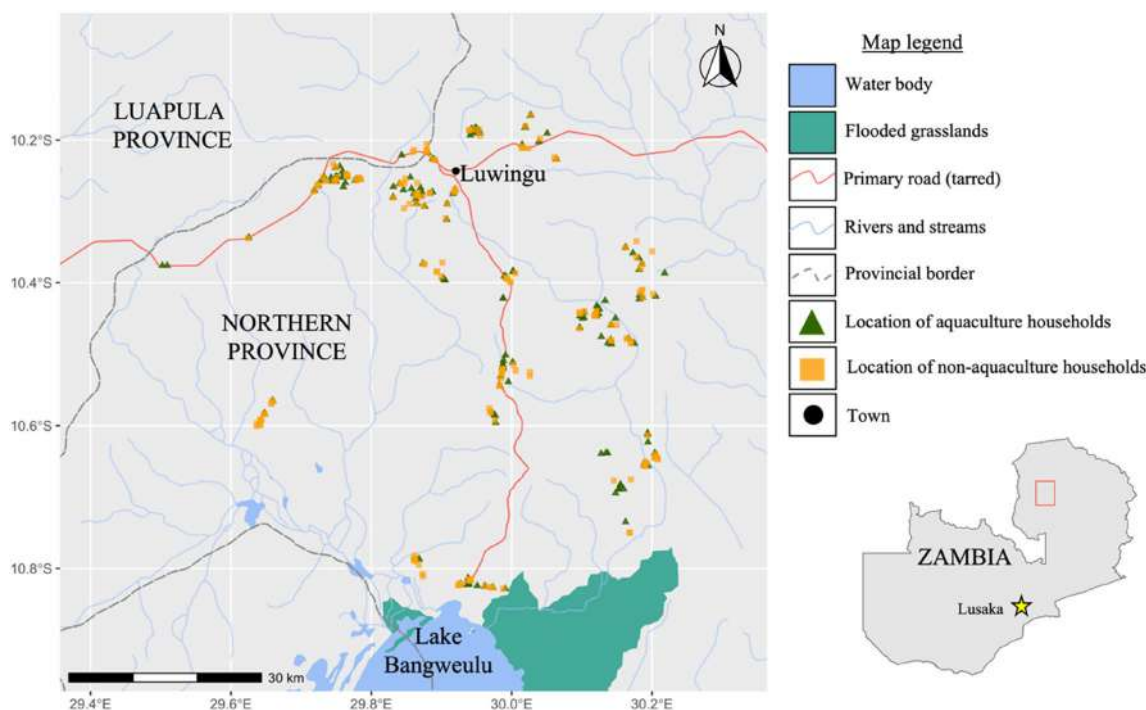 N
LUAPULA
PROVINCE
Luwingu
NORTHERN
PROVINCE
Lake
Bangweulu
30 km
10.2°S
10.4°S
10.6°S
10.8°S
29.4°E
29.6°E
29.8°E
30.0°E
30.2°E
Map legend
Water body
Flooded grasslands
Primary road (tarred)
Rivers and streams
Provincial border
Location of aquaculture households
Location of non-aquaculture households
Town
ZAMBIA
Lusaka